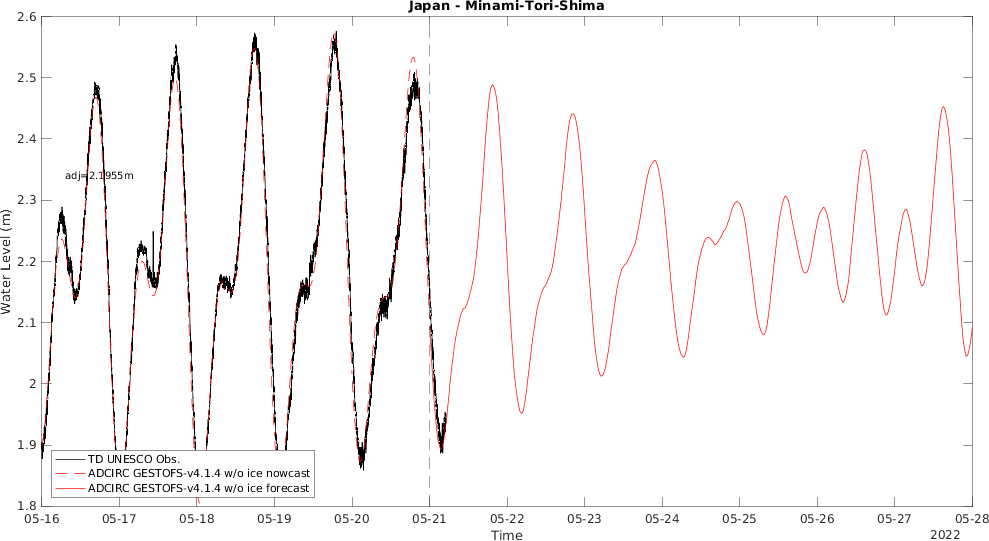 Japan - Minami-Tori-Shima
Water Level (m)
2.6
2.5
2.4
2.3
2.2
2.1
2
1.9
1.8
adj=2.1955m
TD UNESCO Obs.
ADCIRC GESTOFS-v4.1.4 w/o ice nowcast
ADCIRC GESTOFS-v4.1.4 w/o ice forecast
05-16 05-17 05-18 05-19 05-20 05-21 05-22 05-23 05-24 05-25 05-26 05-27 05-28
Time
2022